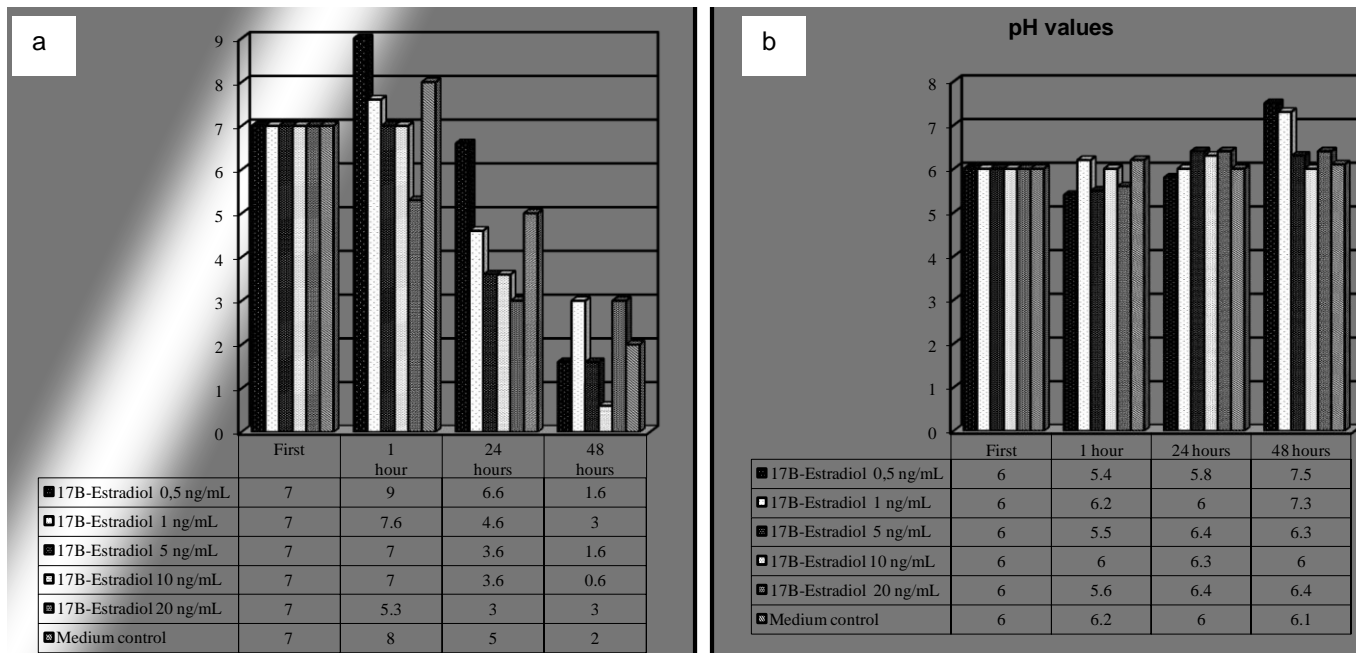 a
9
8
7
6
5
4
3
2
1
0
First 1 24 48
hour hours hours
17B-Estradiol 0,5 ng/mL 7 9 6.6 1.6
17B-Estradiol 1 ng/mL 7 7.6 4.6 3
17B-Estradiol 5 ng/mL 7 7 3.6 1.6
17B-Estradiol 10 ng/mL 7 7 3.6 0.6
17B-Estradiol 20 ng/mL 7 5.3 3 3
Medium control 7 8 5 2
b
pH values
8
7
6
5
4
3
2
1
0
First 1 hour 24 hours 48 hours
17B-Estradiol 0,5 ng/mL 6 5.4 5.8 7.5
17B-Estradiol 1 ng/mL 6 6.2 6 7.3
17B-Estradiol 5 ng/mL 6 5.5 6.4 6.3
17B-Estradiol 10 ng/mL 6 6 6.3 6
17B-Estradiol 20 ng/mL 6 5.6 6.4 6.4
Medium control 6 6.2 6 6.1